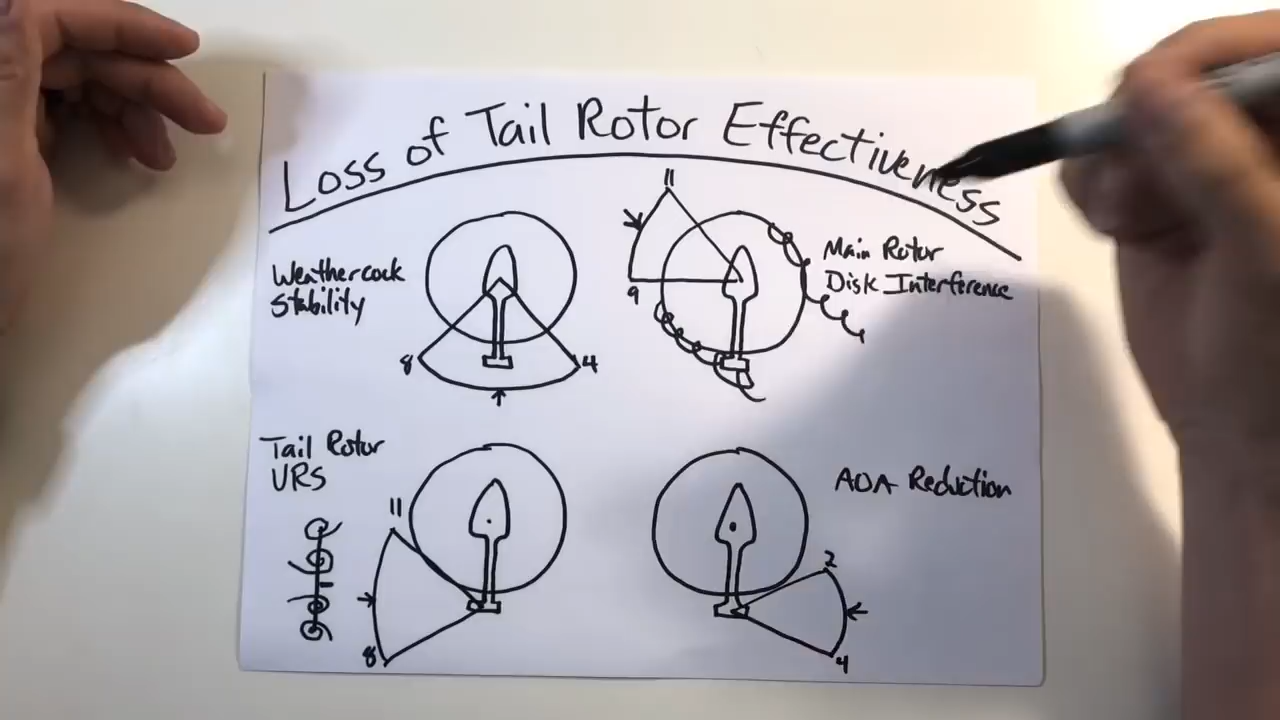 Loss of Tail Rotor Effectiveness
Weathercock
Stability
8
4
11
9
Main Rotor
Disk Interference
Tail Rotor
URS
11
8
AOA Reduction
2
4